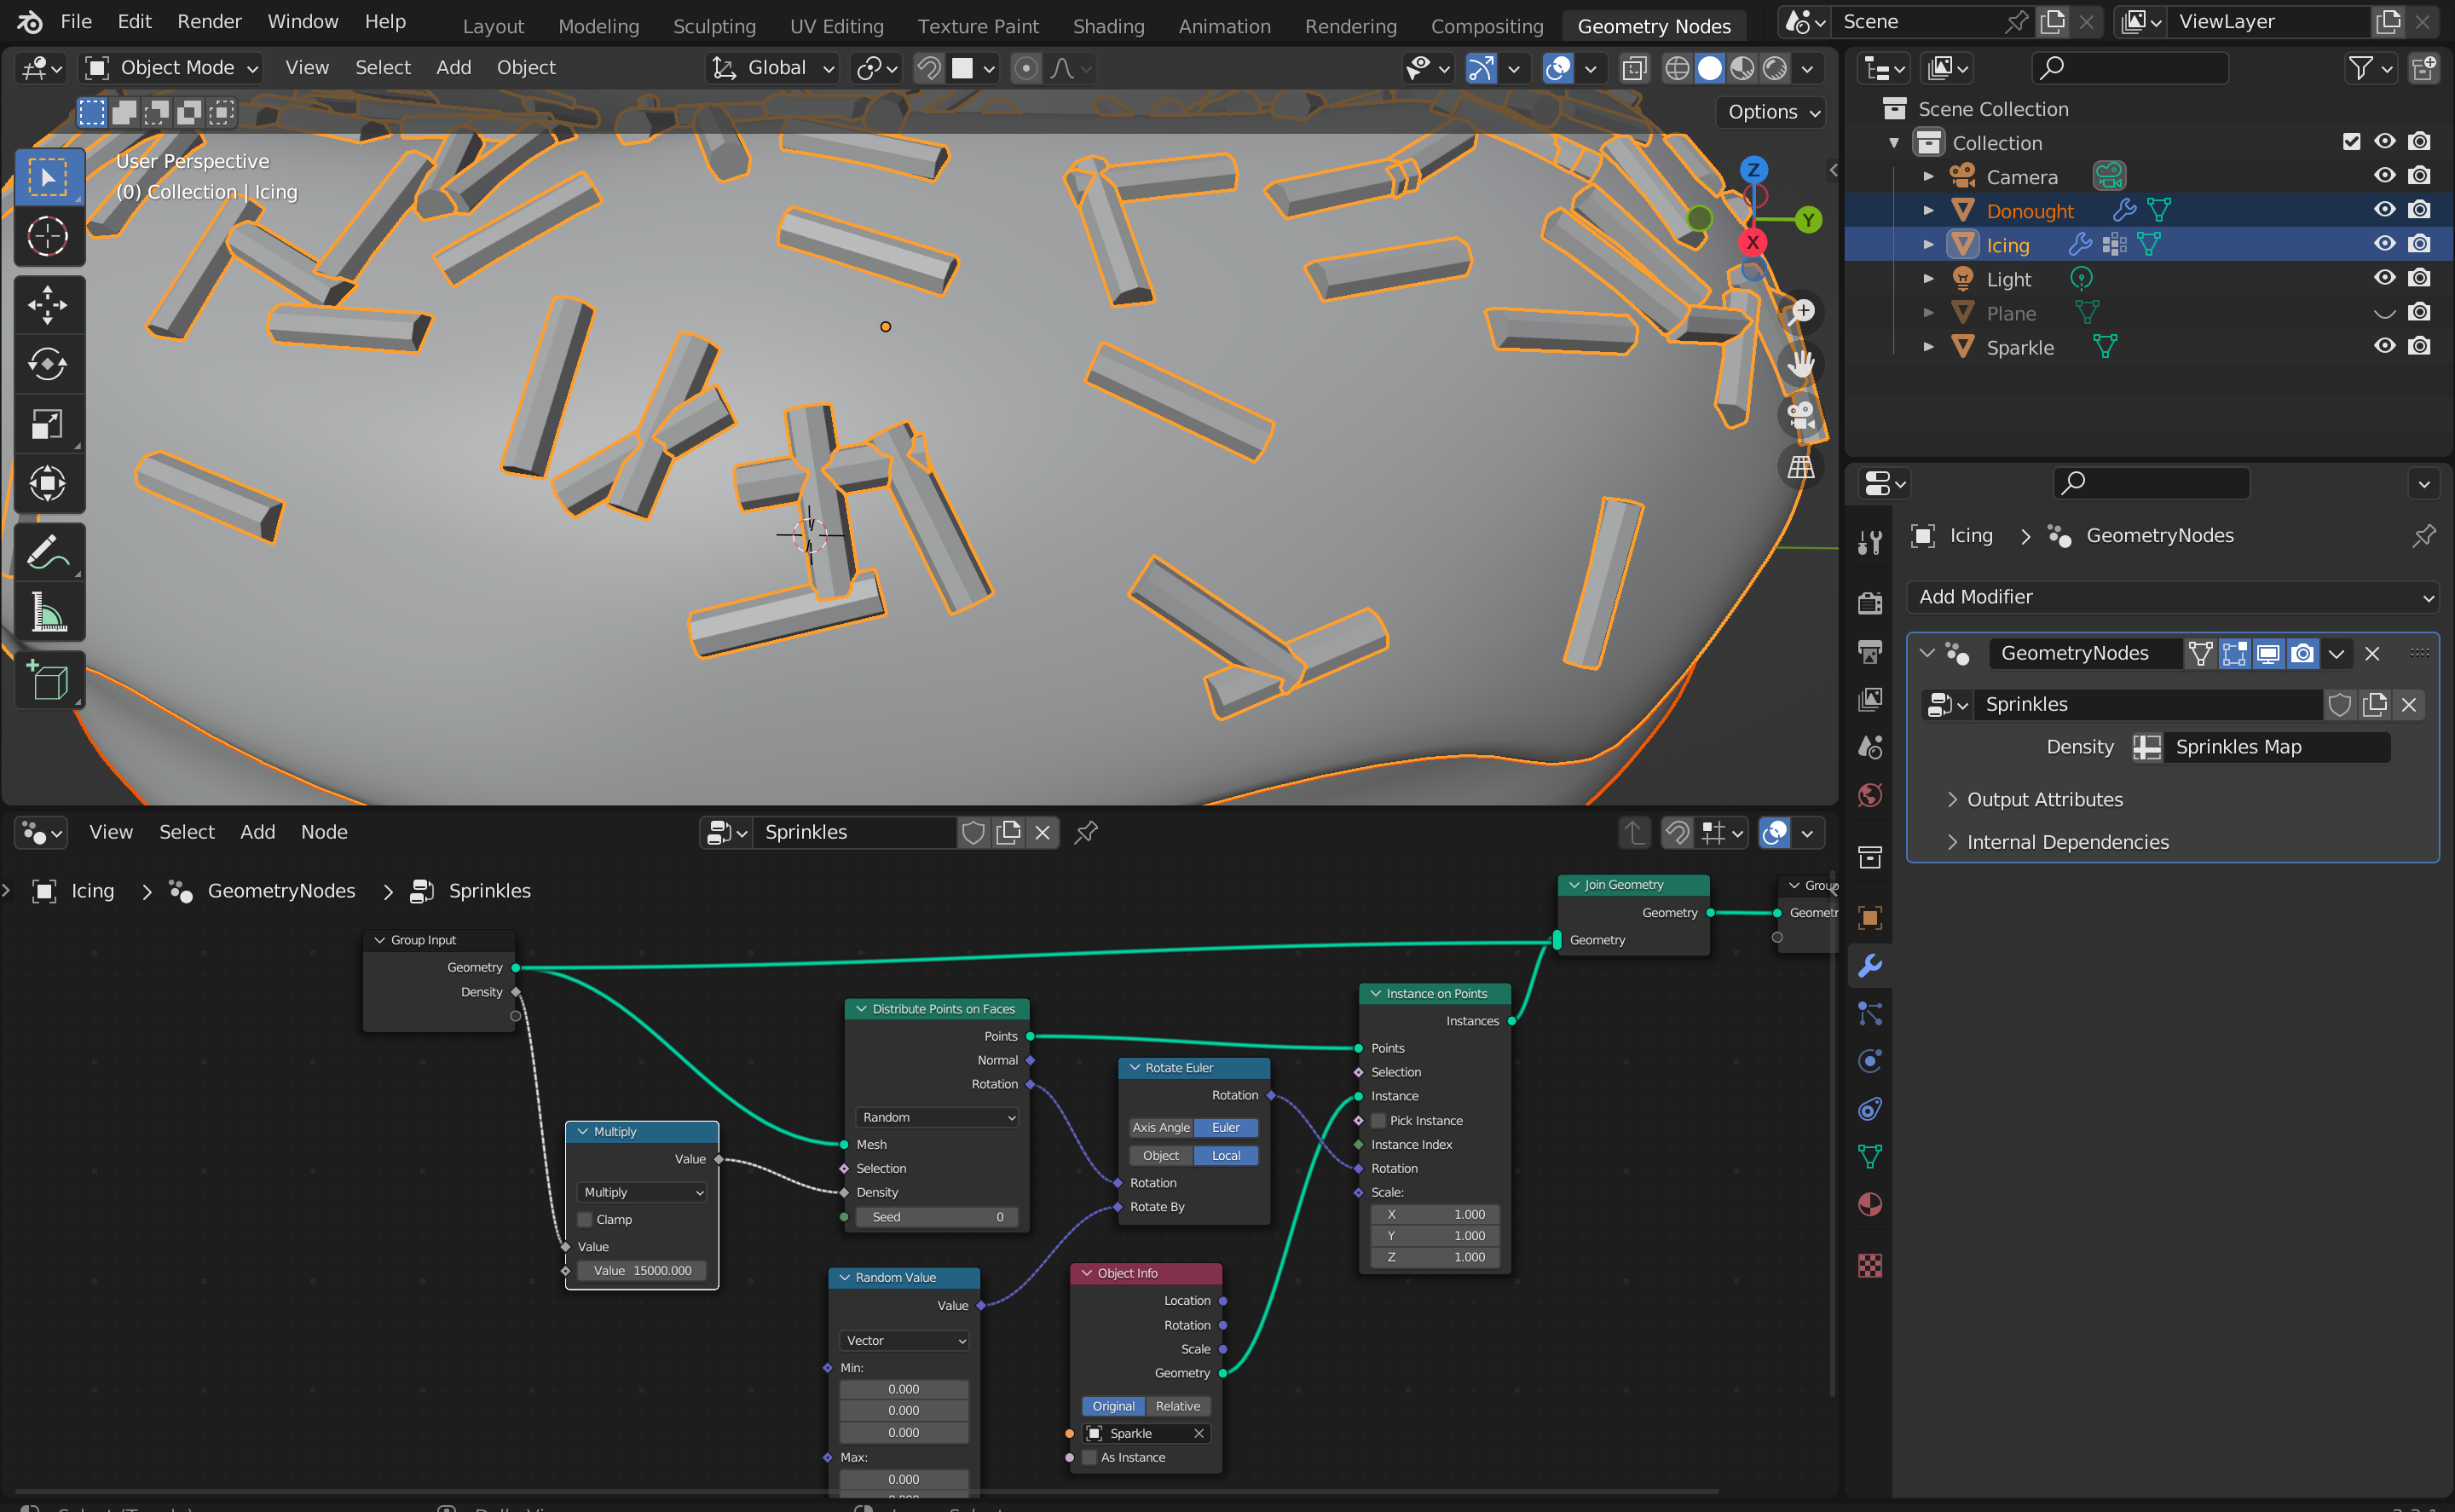 File Edit Render Window Help Layout Modeling Sculpting UV Editing Texture Paint Shading Animation Rendering Compositing Geometry Nodes Scene ViewLayer
Object Mode View Select Add Object Global
Options
User Perspective
(0) Collection | Icing
Z
Y
X
Scene Collection
Collection
Camera
Donought
Icing
Light
Plane
Sparkle
Icing GeometryNodes
Add Modifier
GeometryNodes
Sprinkles
Density Sprinkles Map
Output Attributes
Internal Dependencies
View Select Add Node Sprinkles
Icing GeometryNodes Sprinkles
Group Input
Geometry
Density
Multiply
Value
Multiply
Clamp
Value
Value 15000.000
Distribute Points on Faces
Points
Normal
Rotation
Random
Mesh
Selection
Density
Seed 0
Random Value
Value
Vector
Min:
0.000
0.000
0.000
Max:
0.000
Rotate Euler
Rotation
Axis Angle Euler
Object Local
Rotation
Rotate By
Object Info
Location
Rotation
Scale
Geometry
Original Relative
Sparkle
As Instance
Instance on Points
Instances
Points
Selection
Instance
Pick Instance
Instance Index
Rotation
Scale:
X 1.000
Y 1.000
Z 1.000
Join Geometry
Geometry
Geometry